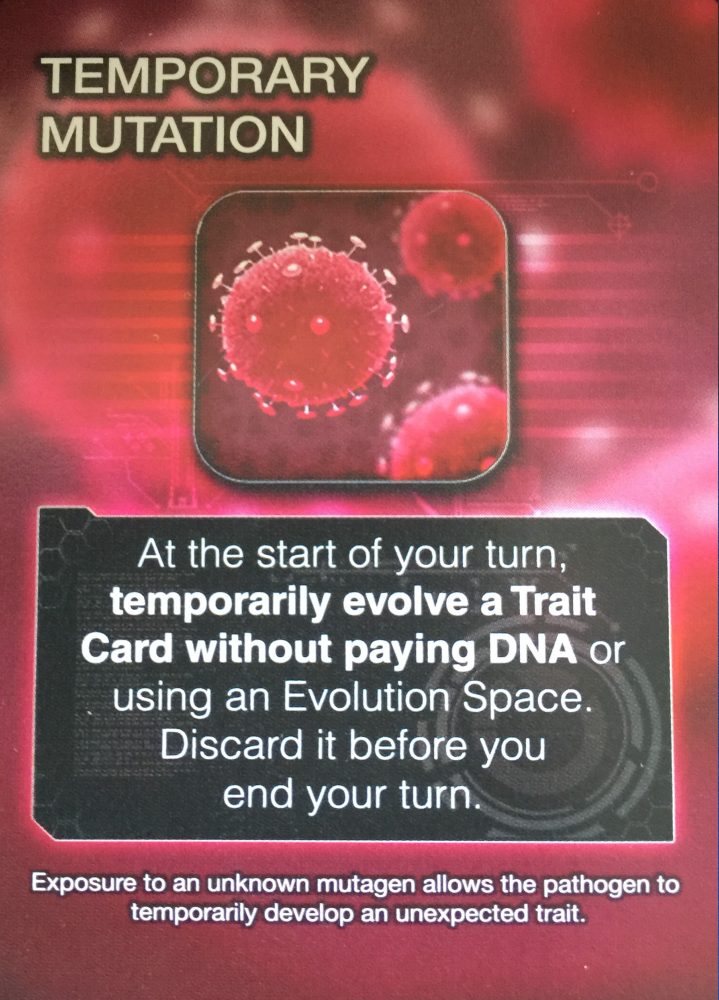 TEMPORARY
MUTATION
At the start of your turn,
temporarily evolve a Trait
Card without paying DNA or
using an Evolution Space.
Discard it before you
end your turn.
Exposure to an unknown mutagen allows the pathogen to
temporarily develop an unexpected trait.